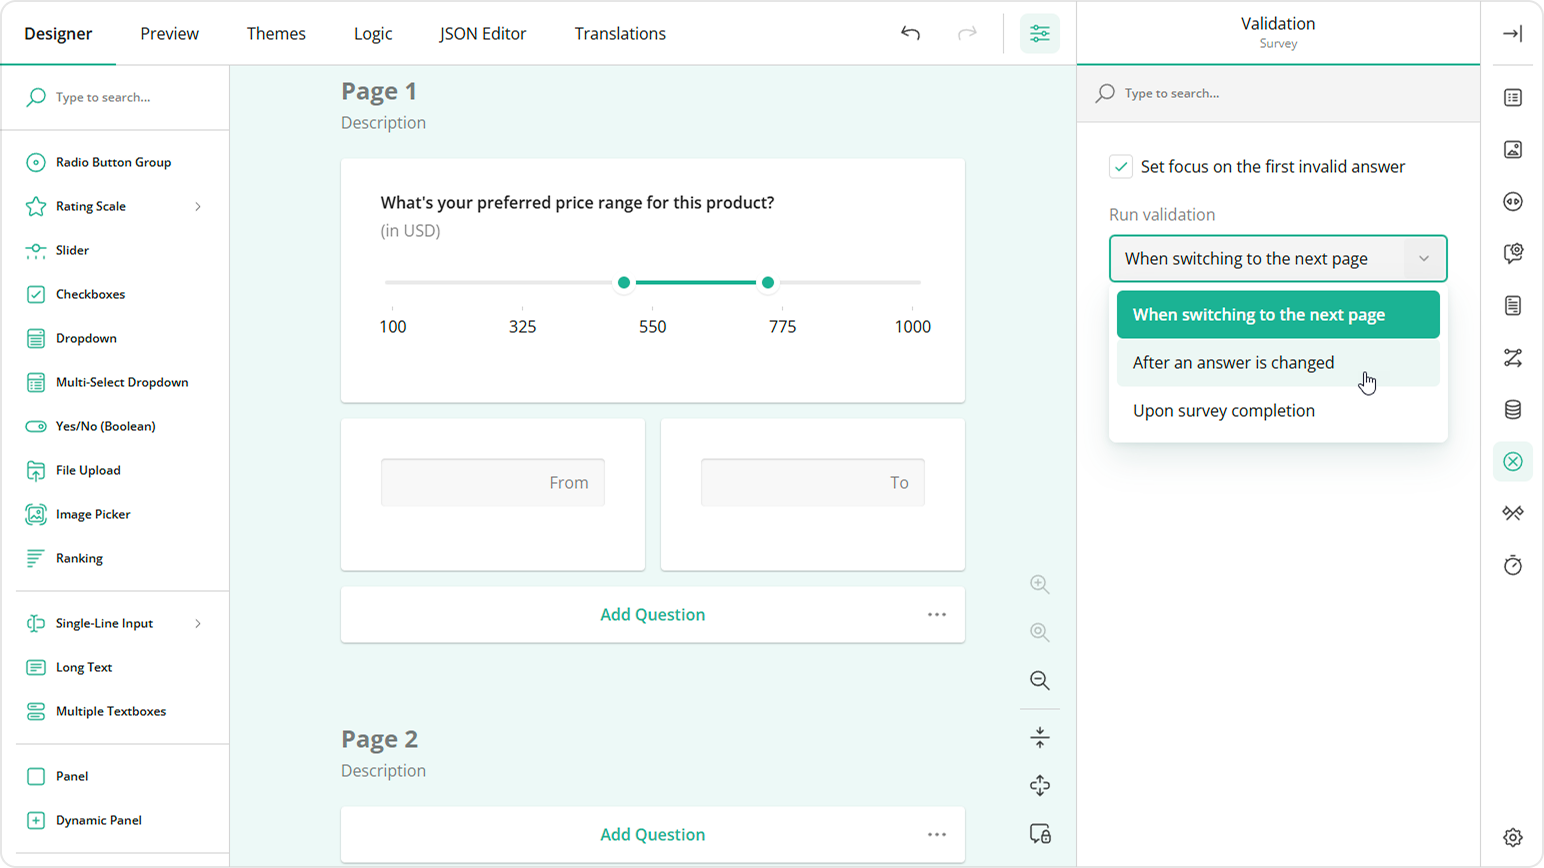 Designer
Preview
Themes
Logic
JSON Editor
Translations
Validation
Survey
Type to search...
Radio Button Group
Rating Scale
Slider
Checkboxes
Dropdown
Multi-Select Dropdown
Yes/No (Boolean)
File Upload
Image Picker
Ranking
Single-Line Input
Long Text
Multiple Textboxes
Panel
Dynamic Panel
Page 1
Description
What's your preferred price range for this product?
(in USD)
100 325 550 775 1000
From
To
Add Question
Page 2
Description
Add Question
Type to search...
Set focus on the first invalid answer
Run validation
When switching to the next page
When switching to the next page
After an answer is changed
Upon survey completion